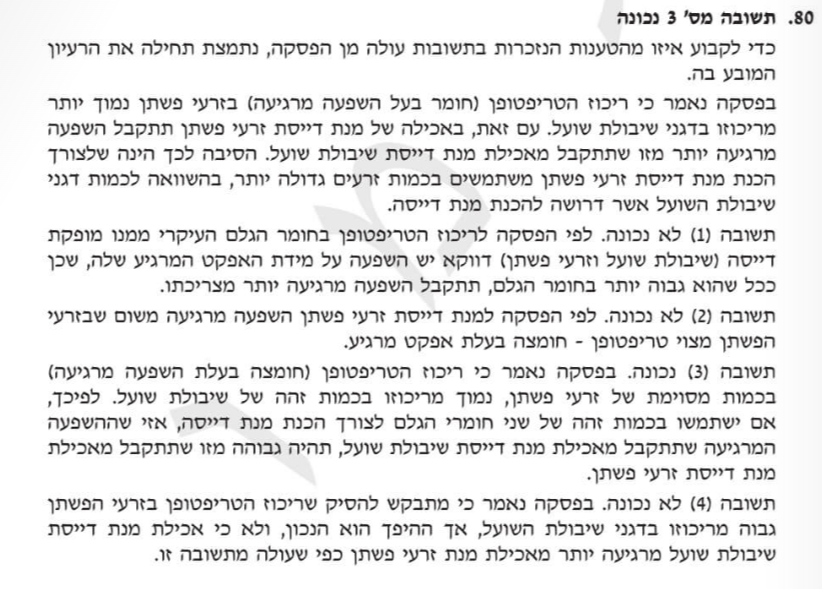 80. תשובה מס' 3 נכונה
כדי לקבוע איזו מהטענות הנזכרות בתשובות עולה מן הפסקה, נתמצת תחילה את הרעיון
המובע בה.
בפסקה נאמר כי ריכוז הטריפטופן (חומר בעל השפעה מרגיעה) בזרעי פשתן נמוך יותר
מריכוזו בדגני שיבולת שועל. עם זאת, באכילה של מנת דייסת זרעי פשתן תתקבל השפעה
מרגיעה יותר מזו שתתקבל מאכילת מנת דייסת שיבולת שועל. הסיבה לכך הינה שלצורך
הכנת מנת דייסת זרעי פשתן משתמשים בכמות זרעים גדולה יותר, בהשוואה לכמות דגני
שיבולת השועל אשר דרושה להכנת מנת דייסה.
תשובה (1) לא נכונה. לפי הפסקה לריכוז הטריפטופן בחומר הגלם העיקרי ממנו מופקת
דייסה (שיבולת שועל וזרעי פשתן) דווקא יש השפעה על מידת האפקט המרגיע שלה, שכן
ככל שהוא גבוה יותר בחומר הגלם, תתקבל השפעה מרגיעה יותר מצריכתו.
תשובה (2) לא נכונה. לפי הפסקה למנת דייסת זרעי פשתן השפעה מרגיעה משום שבזרעי
הפשתן מצוי טריפטופן - חומצה בעלת אפקט מרגיע.
תשובה (3) נכונה. בפסקה נאמר כי ריכוז הטריפטופן (חומצה בעלת השפעה מרגיעה)
בכמות מסוימת של זרעי פשתן, נמוך מריכוזו בכמות זהה של שיבולת שועל. לפיכך,
אם ישתמשו בכמות זהה של שני חומרי הגלם לצורך הכנת מנת דייסה, אזי שההשפעה
המרגיעה שתתקבל מאכילת מנת דייסת שיבולת שועל, תהיה גבוהה מזו שתתקבל מאכילת
מנת דייסת זרעי פשתן.
תשובה (4) לא נכונה. בפסקה נאמר כי מתבקש להסיק שריכוז הטריפטופן בזרעי הפשתן
גבוה מריכוזו בדגני שיבולת השועל, אך ההיפך הוא הנכון, ולא כי אכילת מנת דייסת
שיבולת שועל מרגיעה יותר מאכילת מנת זרעי פשתן כפי שעולה מתשובה זו.